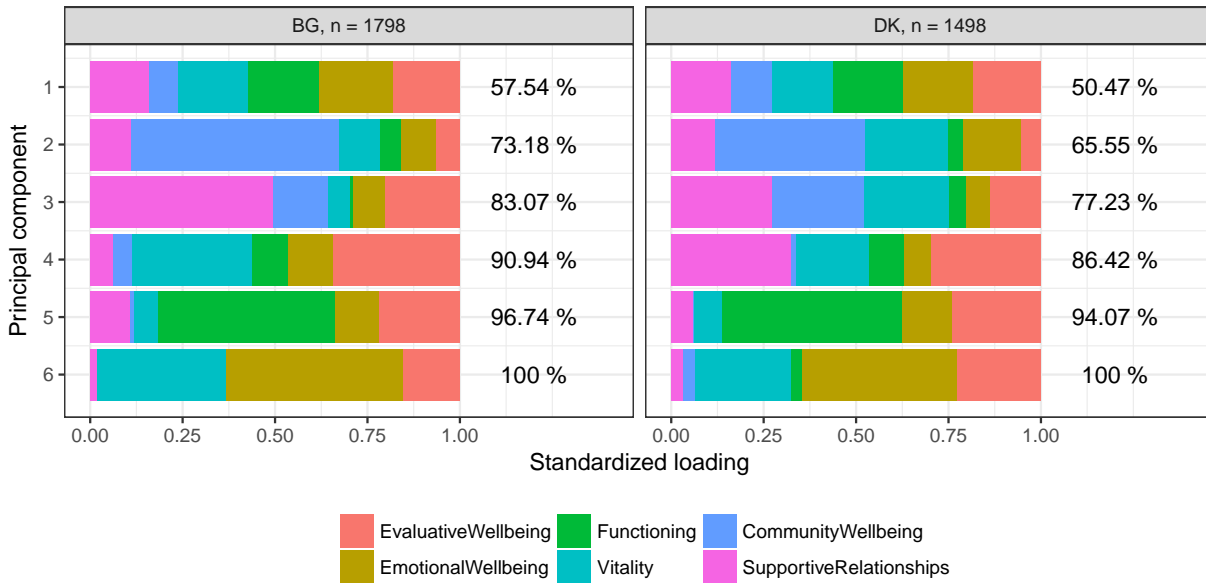 BG, n = 1798
DK, n = 1498
Principal component
1
57.54 %
50.47 %
2
73.18 %
65.55 %
3
83.07 %
77.23 %
4
90.94 %
86.42 %
5
96.74 %
94.07 %
6
100 %
100 %
0.00 0.25 0.50 0.75 1.00
0.00 0.25 0.50 0.75 1.00
Standardized loading
EvaluativeWellbeing Functioning CommunityWellbeing
EmotionalWellbeing Vitality SupportiveRelationships